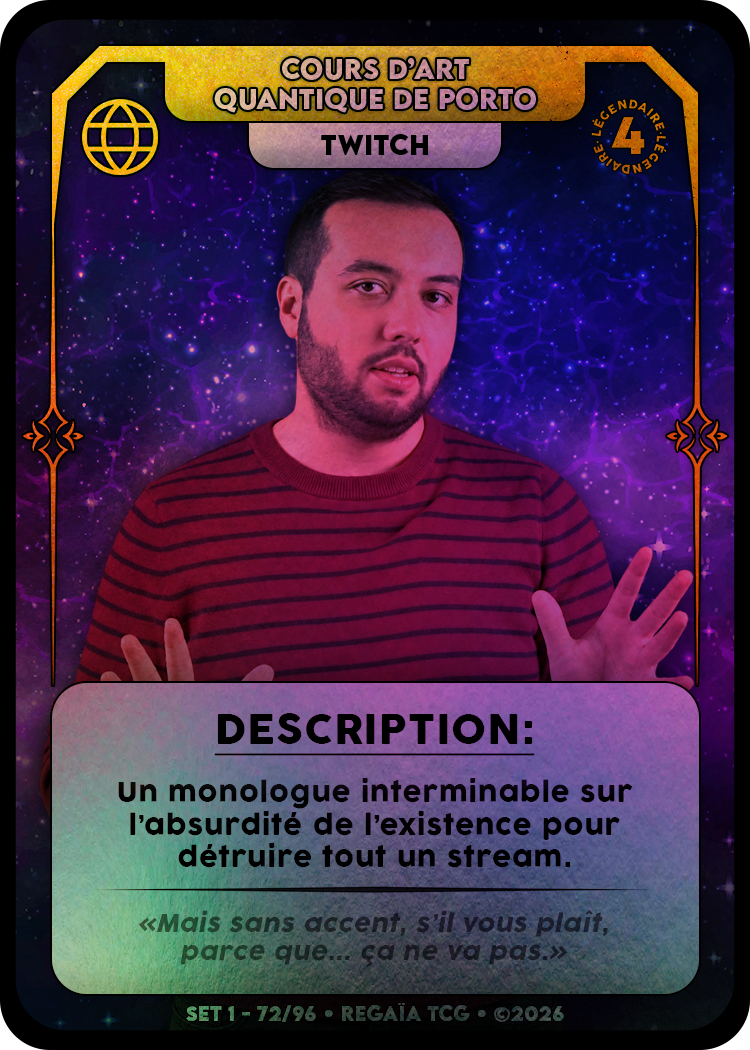 COURS D'ART
QUANTIQUE DE PORTO
TWITCH
LÉGENDAIRE·LÉGENDAIRE
4
DESCRIPTION:
Un monologue interminable sur
l'absurdité de l'existence pour
détruire tout un stream.
«Mais sans accent, s'il vous plaît,
parce que... ça ne va pas.»
SET 1 - 72/96 • REGAÏA TCG • ©2026